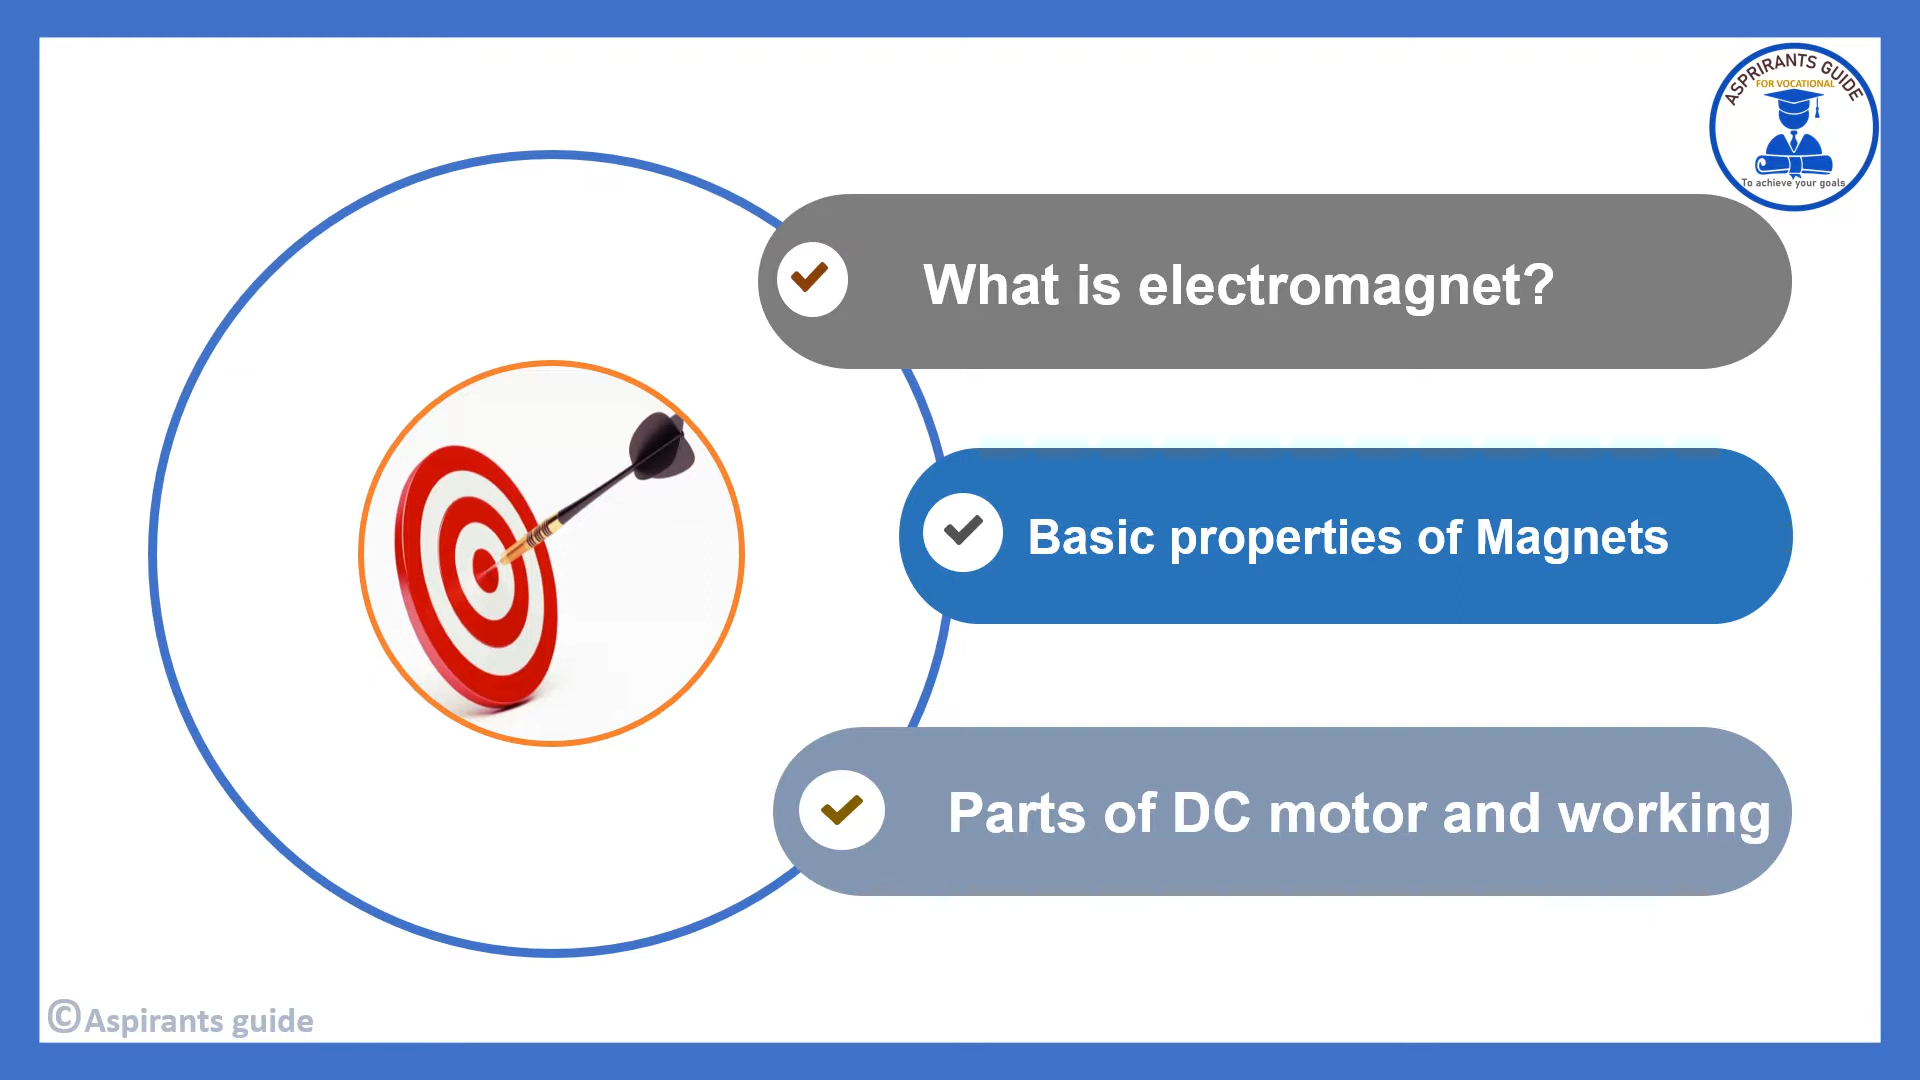 ASPRIRANTS GUIDE
FOR VOCATIONAL
To achieve your goals
What is electromagnet?
Basic properties of Magnets
Parts of DC motor and working
©Aspirants guide